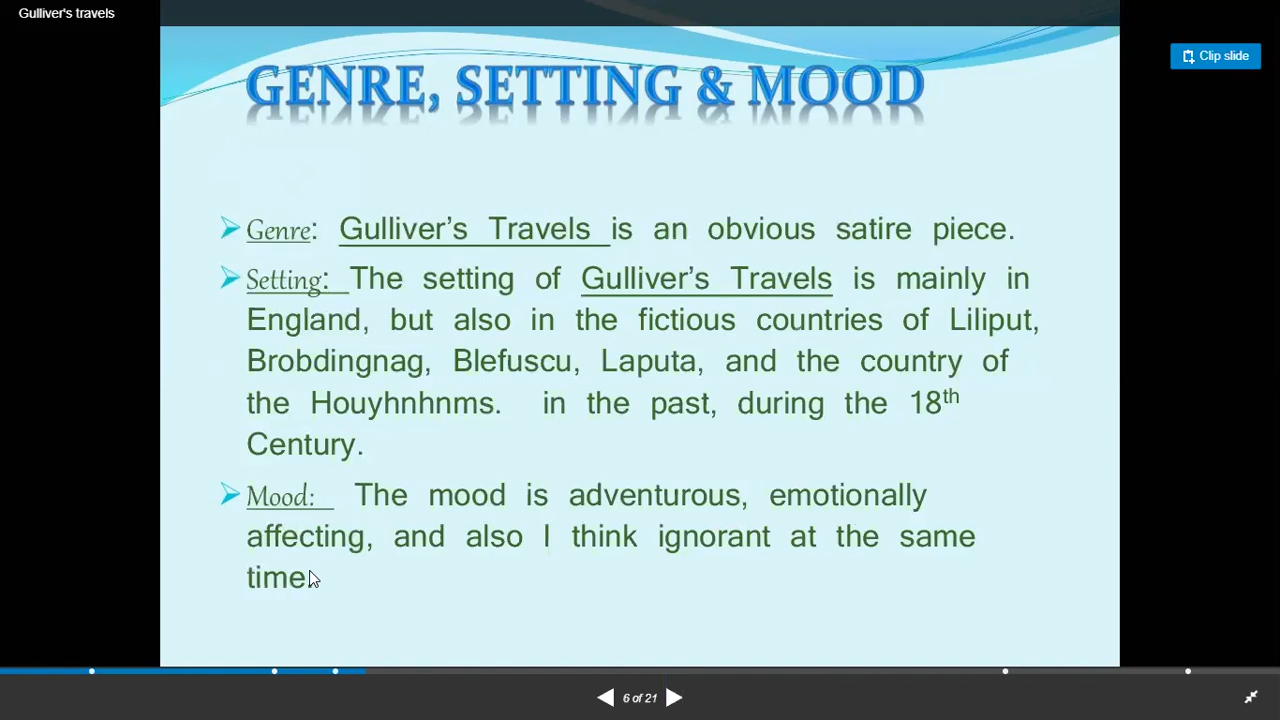 Gulliver's travels
Clip slide
GENRE, SETTING & MOOD
Genre: Gulliver's Travels is an obvious satire piece.
Setting: The setting of Gulliver's Travels is mainly in
England, but also in the fictious countries of Liliput,
Brobdingnag, Blefuscu, Laputa, and the country of
the Houyhnhnms. in the past, during the 18th
Century.
Mood: The mood is adventurous, emotionally
affecting, and also I think ignorant at the same
time.
6 of 21